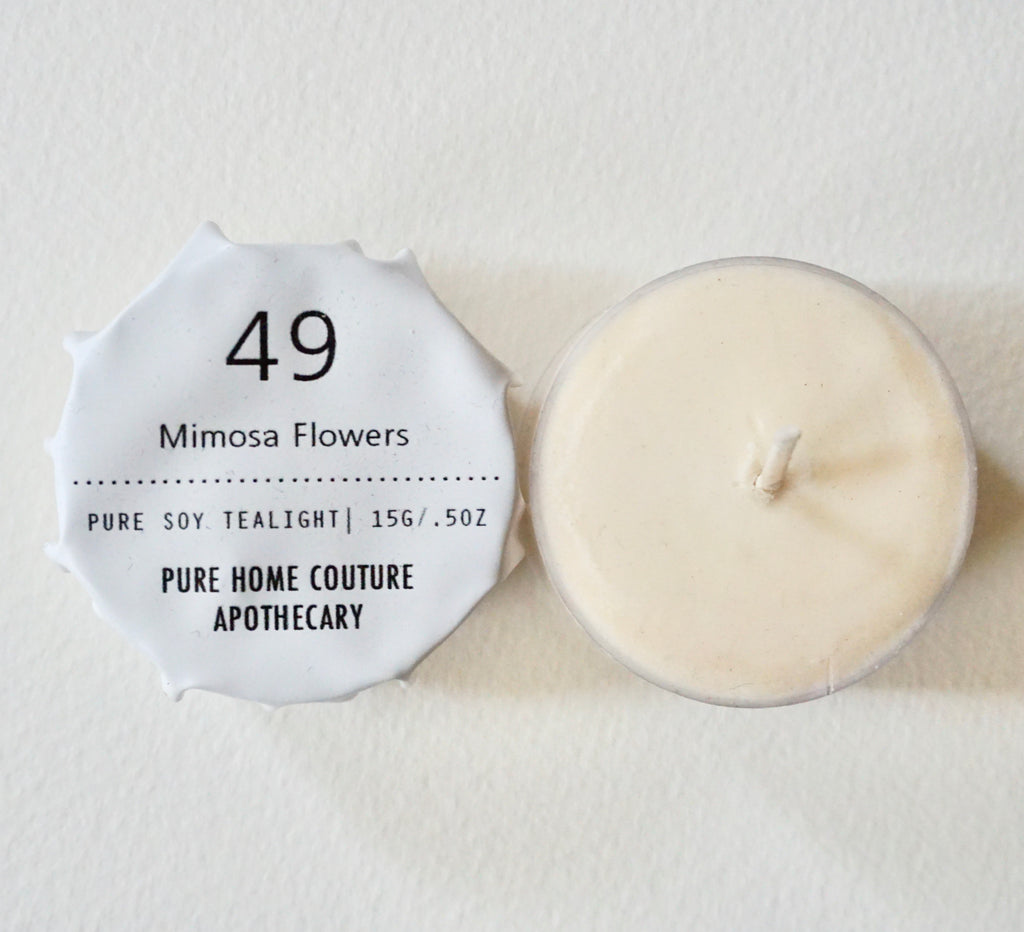 49
Mimosa Flowers
PURE SOY TEALIGHT| 15G/.5OZ
PURE HOME COUTURE
APOTHECARY